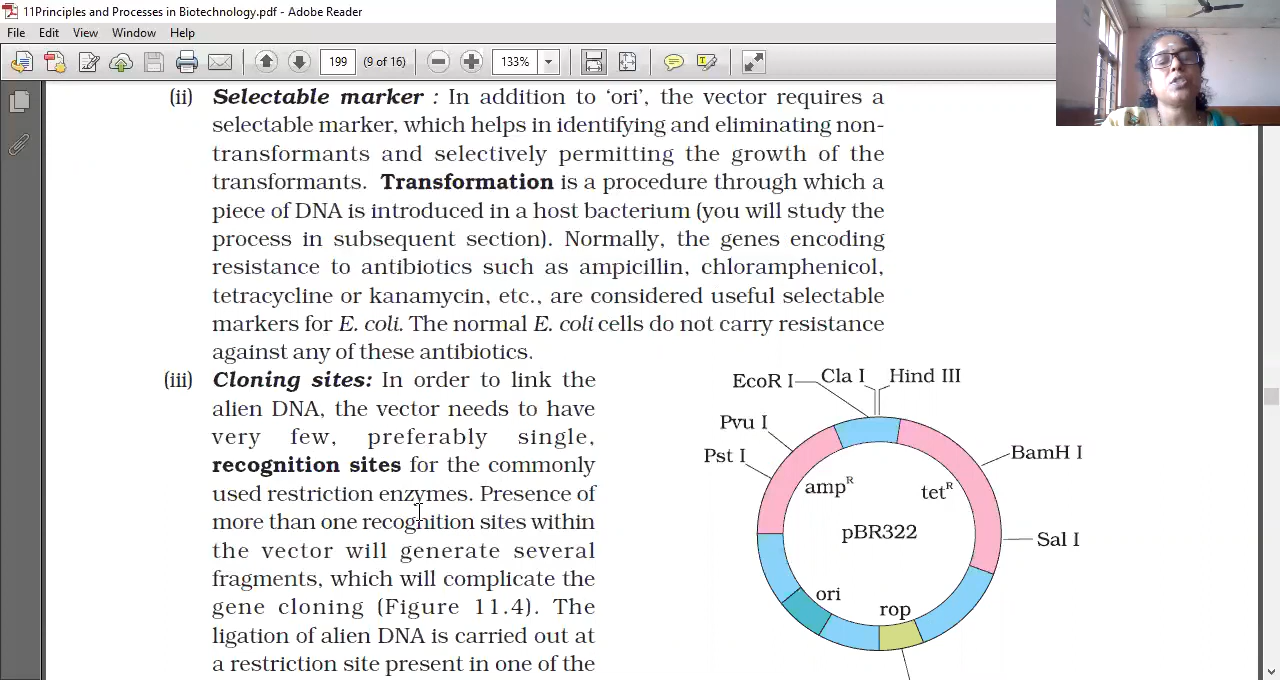 11Principles and Processes in Biotechnology.pdf - Adobe Reader
File Edit View Window Help
199 (9 of 16) 133%
(ii) Selectable marker : In addition to ‘ori’, the vector requires a
selectable marker, which helps in identifying and eliminating non-
transformants and selectively permitting the growth of the
transformants. Transformation is a procedure through which a
piece of DNA is introduced in a host bacterium (you will study the
process in subsequent section). Normally, the genes encoding
resistance to antibiotics such as ampicillin, chloramphenicol,
tetracycline or kanamycin, etc., are considered useful selectable
markers for E. coli. The normal E. coli cells do not carry resistance
against any of these antibiotics.
(iii) Cloning sites: In order to link the
alien DNA, the vector needs to have
very few, preferably single,
recognition sites for the commonly
used restriction enzymes. Presence of
more than one recognition sites within
the vector will generate several
fragments, which will complicate the
gene cloning (Figure 11.4). The
ligation of alien DNA is carried out at
a restriction site present in one of the
EcoR I Cla I Hind III
Pvu I
Pst I
BamH I
ampR
tetR
pBR322
Sal I
ori
rop